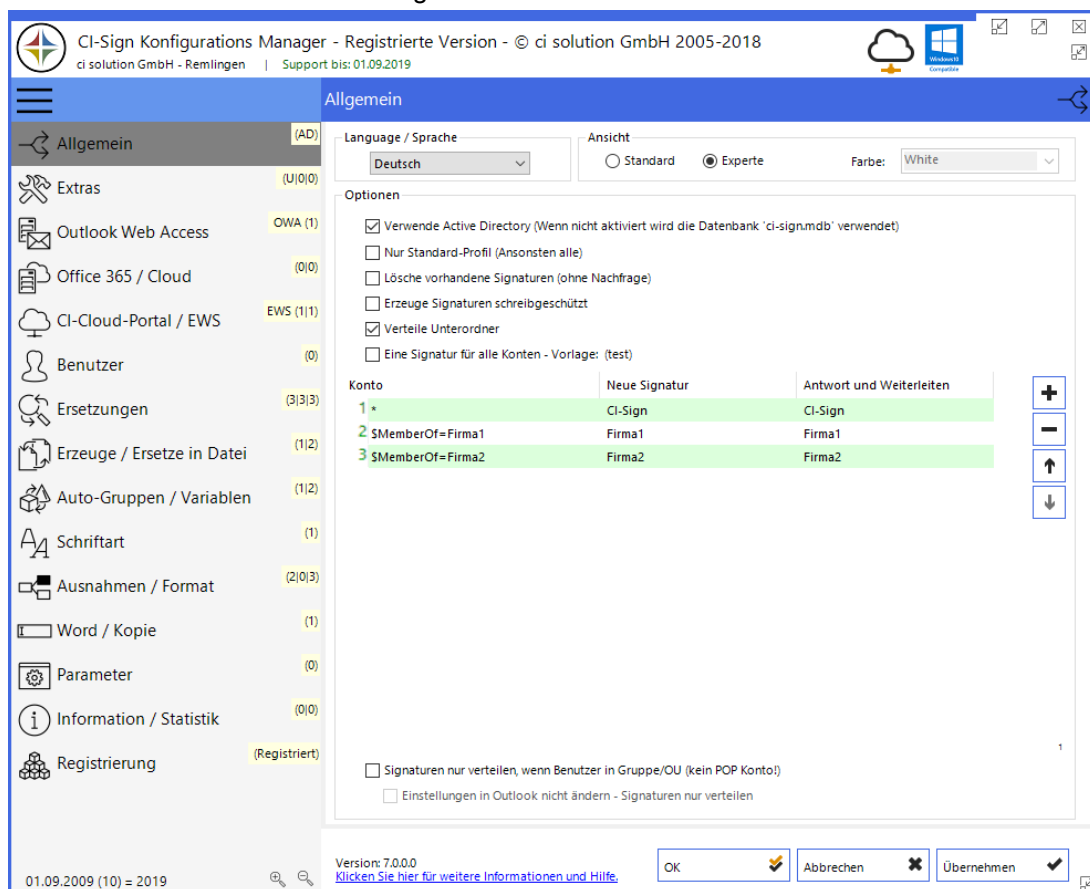 CI-Sign Konfigurations Manager - Registrierte Version - © ci solution GmbH 2005-2018
ci solution GmbH - Remlingen | Support bis: 01.09.2019
Windows10
Compatible
Allgemein
Allgemein (AD)
Extras (U|0|0)
Outlook Web Access OWA (1)
Office 365 / Cloud (0|0)
CI-Cloud-Portal / EWS EWS (1|1)
Benutzer (0)
Ersetzungen (3|3|3)
Erzeuge / Ersetze in Datei (1|2)
Auto-Gruppen / Variablen (1|2)
Schriftart (1)
Ausnahmen / Format (2|0|3)
Word / Kopie (1)
Parameter (0)
Information / Statistik (0|0)
Registrierung (Registriert)
01.09.2009 (10) = 2019
Language / Sprache
Deutsch
Ansicht
Standard Experte Farbe: White
Optionen
Verwende Active Directory (Wenn nicht aktiviert wird die Datenbank 'ci-sign.mdb' verwendet)
Nur Standard-Profil (Ansonsten alle)
Lösche vorhandene Signaturen (ohne Nachfrage)
Erzeuge Signaturen schreibgeschützt
Verteile Unterordner
Eine Signatur für alle Konten - Vorlage: (test)
Konto Neue Signatur Antwort und Weiterleiten
1 * CI-Sign CI-Sign
2 $MemberOf=Firma1 Firma1 Firma1
3 $MemberOf=Firma2 Firma2 Firma2
1
Signaturen nur verteilen, wenn Benutzer in Gruppe/OU (kein POP Konto!)
Einstellungen in Outlook nicht ändern - Signaturen nur verteilen
Version: 7.0.0.0
Klicken Sie hier für weitere Informationen und Hilfe.
OK Abbrechen Übernehmen